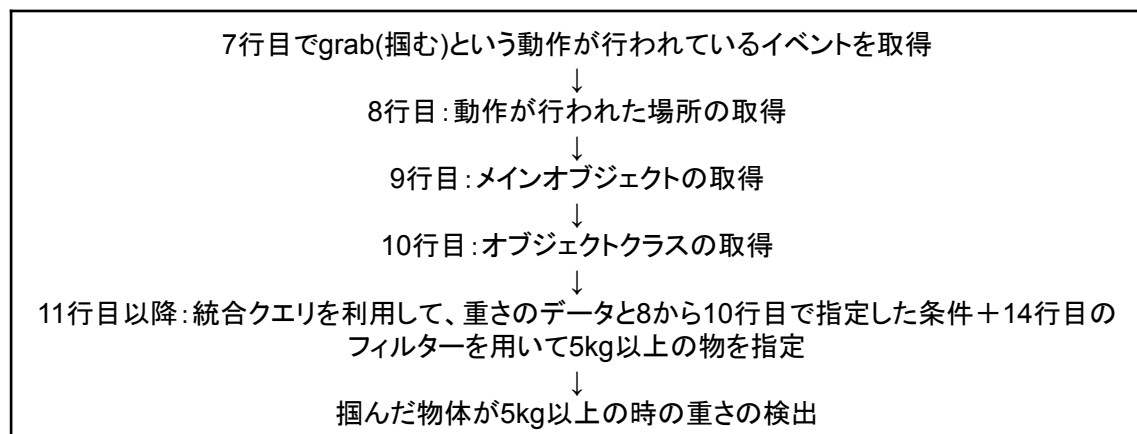 7行目でgrab(掴む)という動作が行われているイベントを取得
↓
8行目：動作が行われた場所の取得
↓
9行目：メインオブジェクトの取得
↓
10行目：オブジェクトクラスの取得
↓
11行目以降：統合クエリを利用して、重さのデータと8から10行目で指定した条件＋14行目の
フィルターを用いて5kg以上の物を指定
↓
掴んだ物体が5kg以上の時の重さの検出